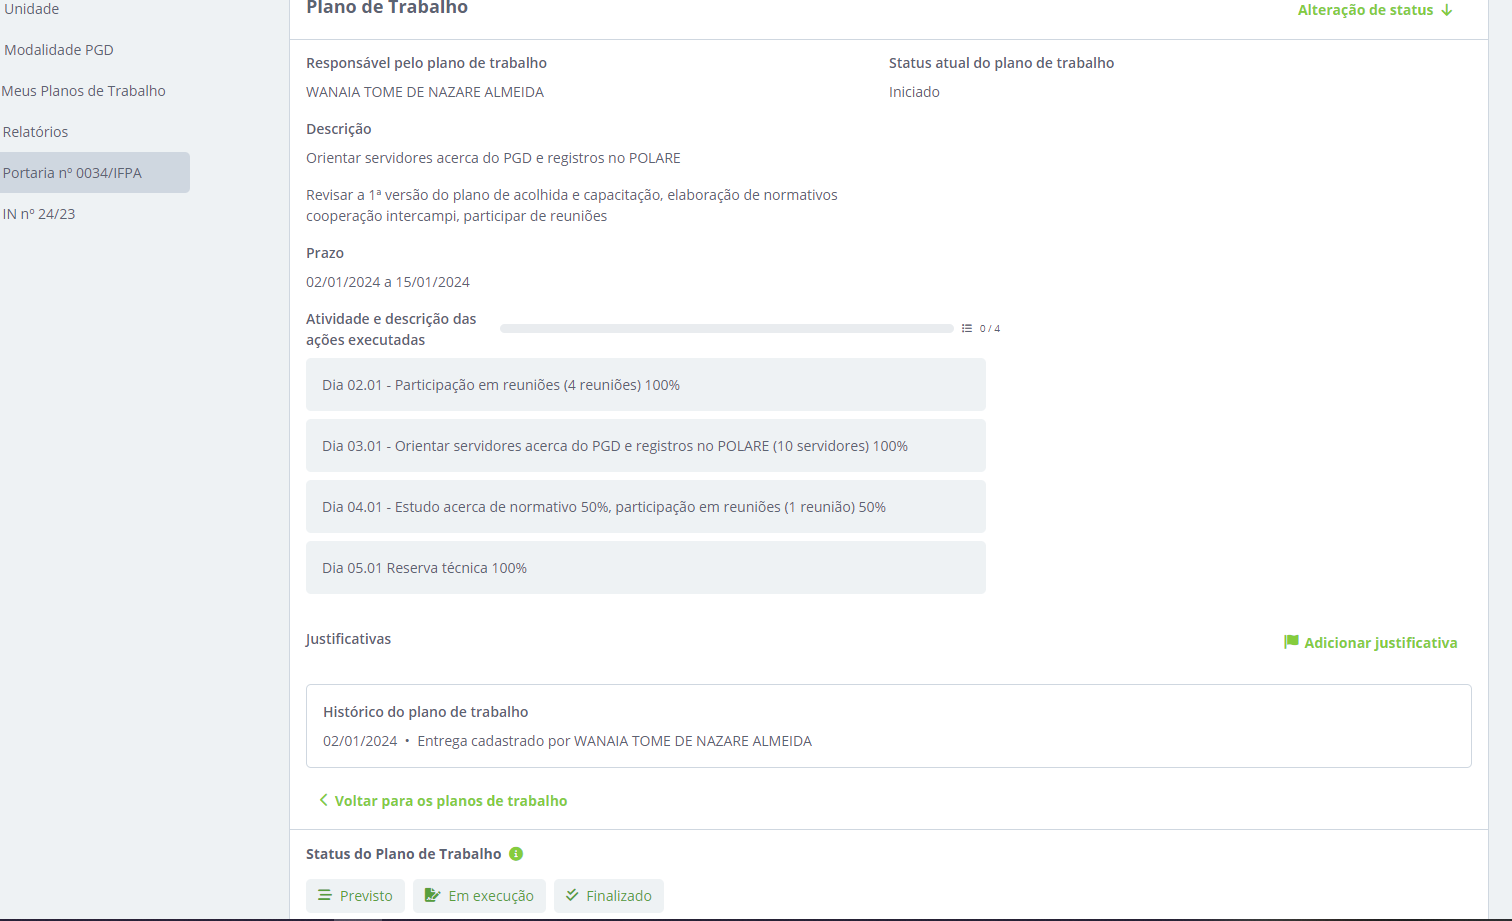 Unidade
Modalidade PGD
Meus Planos de Trabalho
Relatórios
Portaria nº 0034/IFPA
IN nº 24/23
Plano de Trabalho
Alteração de status
Responsável pelo plano de trabalho
WANAIA TOME DE NAZARE ALMEIDA
Status atual do plano de trabalho
Iniciado
Descrição
Orientar servidores acerca do PGD e registros no POLARE
Revisar a 1ª versão do plano de acolhida e capacitação, elaboração de normativos
cooperação intercampi, participar de reuniões
Prazo
02/01/2024 a 15/01/2024
Atividade e descrição das
ações executadas
0 / 4
Dia 02.01 - Participação em reuniões (4 reuniões) 100%
Dia 03.01 - Orientar servidores acerca do PGD e registros no POLARE (10 servidores) 100%
Dia 04.01 - Estudo acerca de normativo 50%, participação em reuniões (1 reunião) 50%
Dia 05.01 Reserva técnica 100%
Justificativas
Adicionar justificativa
Histórico do plano de trabalho
02/01/2024 • Entrega cadastrado por WANAIA TOME DE NAZARE ALMEIDA
Voltar para os planos de trabalho
Status do Plano de Trabalho
Previsto
Em execução
Finalizado